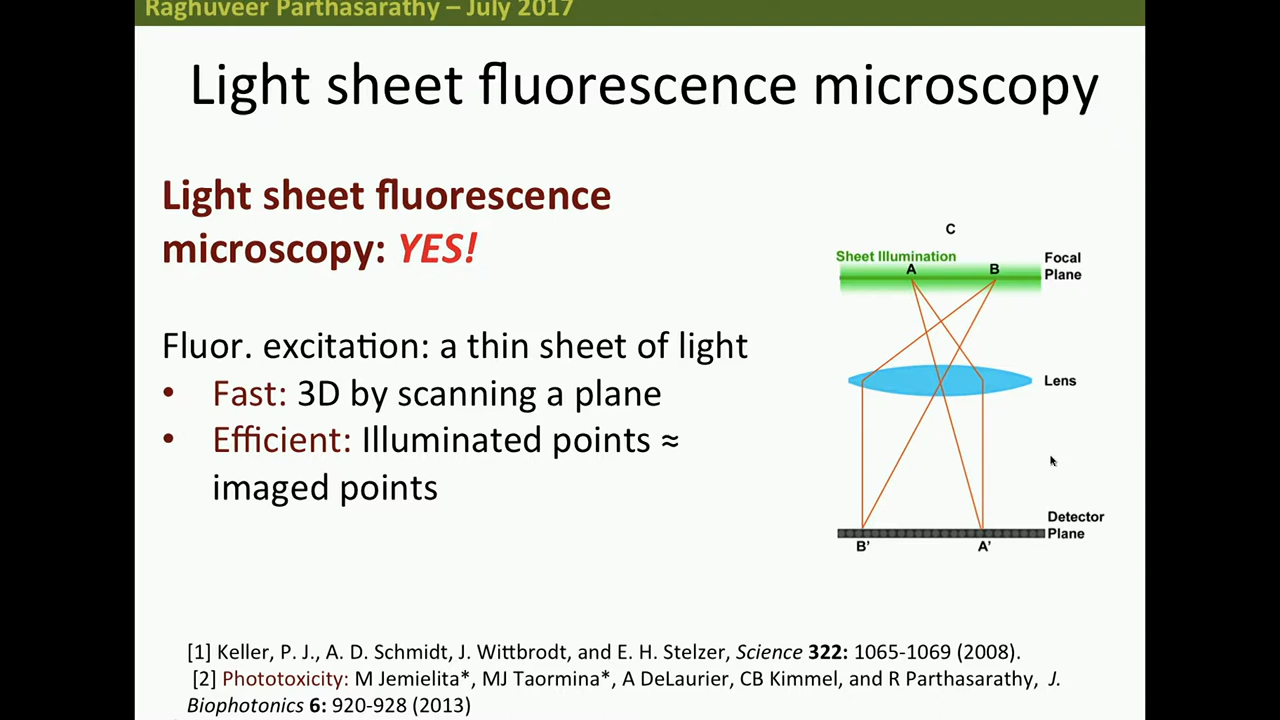 Raghuveer Parthasarathy – July 2017
Light sheet fluorescence microscopy
Light sheet fluorescence
microscopy: YES!
Fluor. excitation: a thin sheet of light
• Fast: 3D by scanning a plane
• Efficient: Illuminated points ≈
imaged points
C
Sheet Illumination
A
B
Focal
Plane
Lens
Detector
Plane
B’
A’
[1] Keller, P. J., A. D. Schmidt, J. Wittbrodt, and E. H. Stelzer, Science 322: 1065-1069 (2008).
[2] Phototoxicity: M Jemielita*, MJ Taormina*, A DeLaurier, CB Kimmel, and R Parthasarathy, J.
Biophotonics 6: 920-928 (2013)